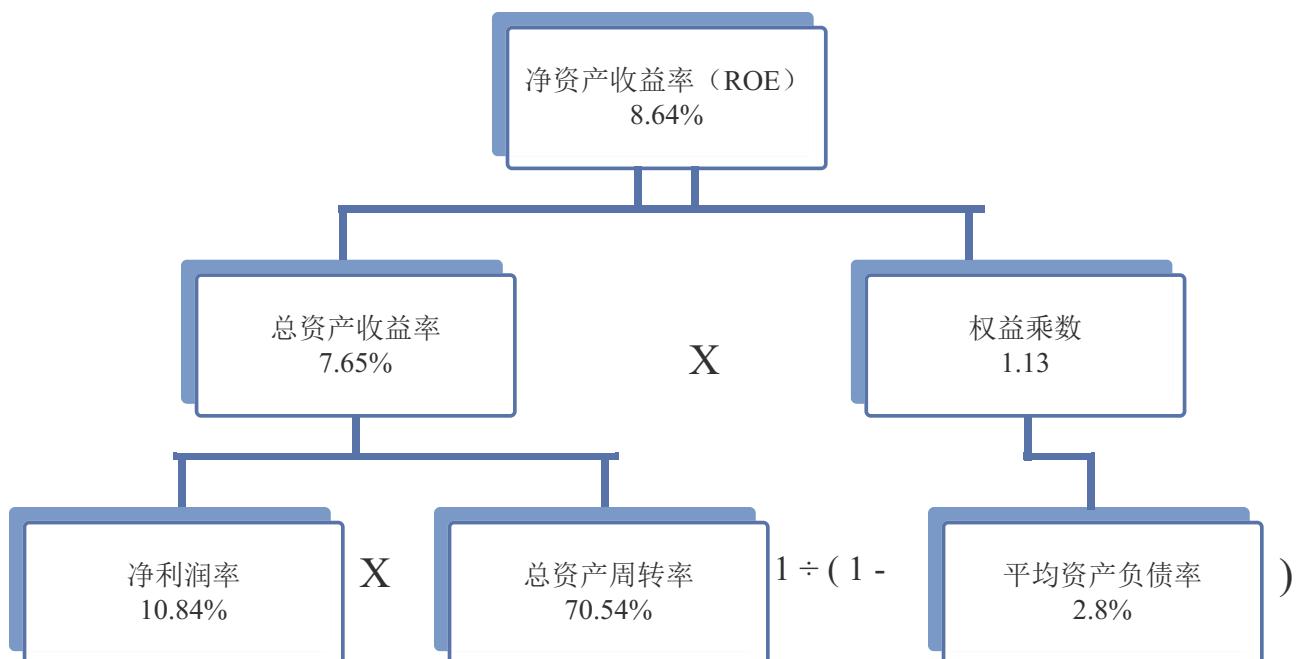 净资产收益率（ROE）
8.64%
总资产收益率
7.65%
X
权益乘数
1.13
净利润率
10.84%
X
总资产周转率
70.54%
1 ÷ ( 1 -
平均资产负债率
2.8%
)